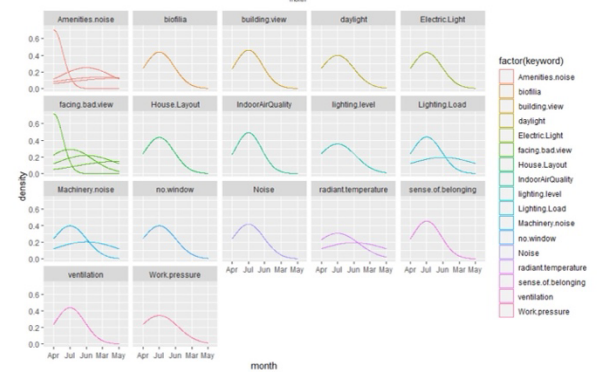 Amenities.noise biofilia building.view daylight Electric.Light
0.6
0.4
0.2
0.0
facing.bad.view House.Layout IndoorAirQuality lighting.level Lighting.Load
0.6
0.4
0.2
0.0
Machinery.noise no.window Noise radiant.temperature sense.of.belonging
0.6
0.4
0.2
0.0
Apr Jul Jun Mar May Apr Jul Jun Mar May Apr Jul Jun Mar May
ventilation Work.pressure
0.6
0.4
0.2
0.0
Apr Jul Jun Mar May Apr Jul Jun Mar May
density
month
factor(keyword)
Amenities.noise
biofilia
building.view
daylight
Electric.Light
facing.bad.view
House.Layout
IndoorAirQuality
lighting.level
Lighting.Load
Machinery.noise
no.window
Noise
radiant.temperature
sense.of.belonging
ventilation
Work.pressure